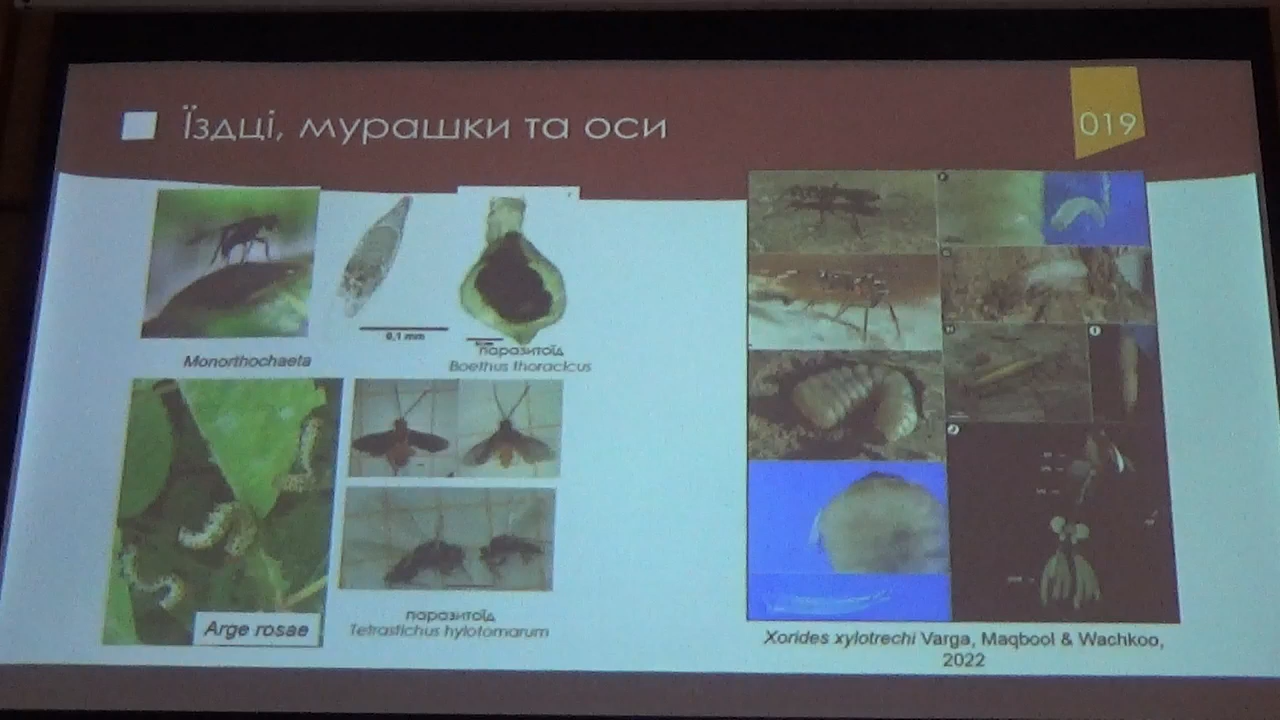 Їздці, мурашки та оси
019
0,1 mm
Monorthochaeta
паразитоїд
Boethus thoracicus
Arge rosae
паразитоїд
Tetrastichus hylotomarum
F
H
I
J
Xorides xylotrechi Varga, Maqbool & Wachkoo,
2022